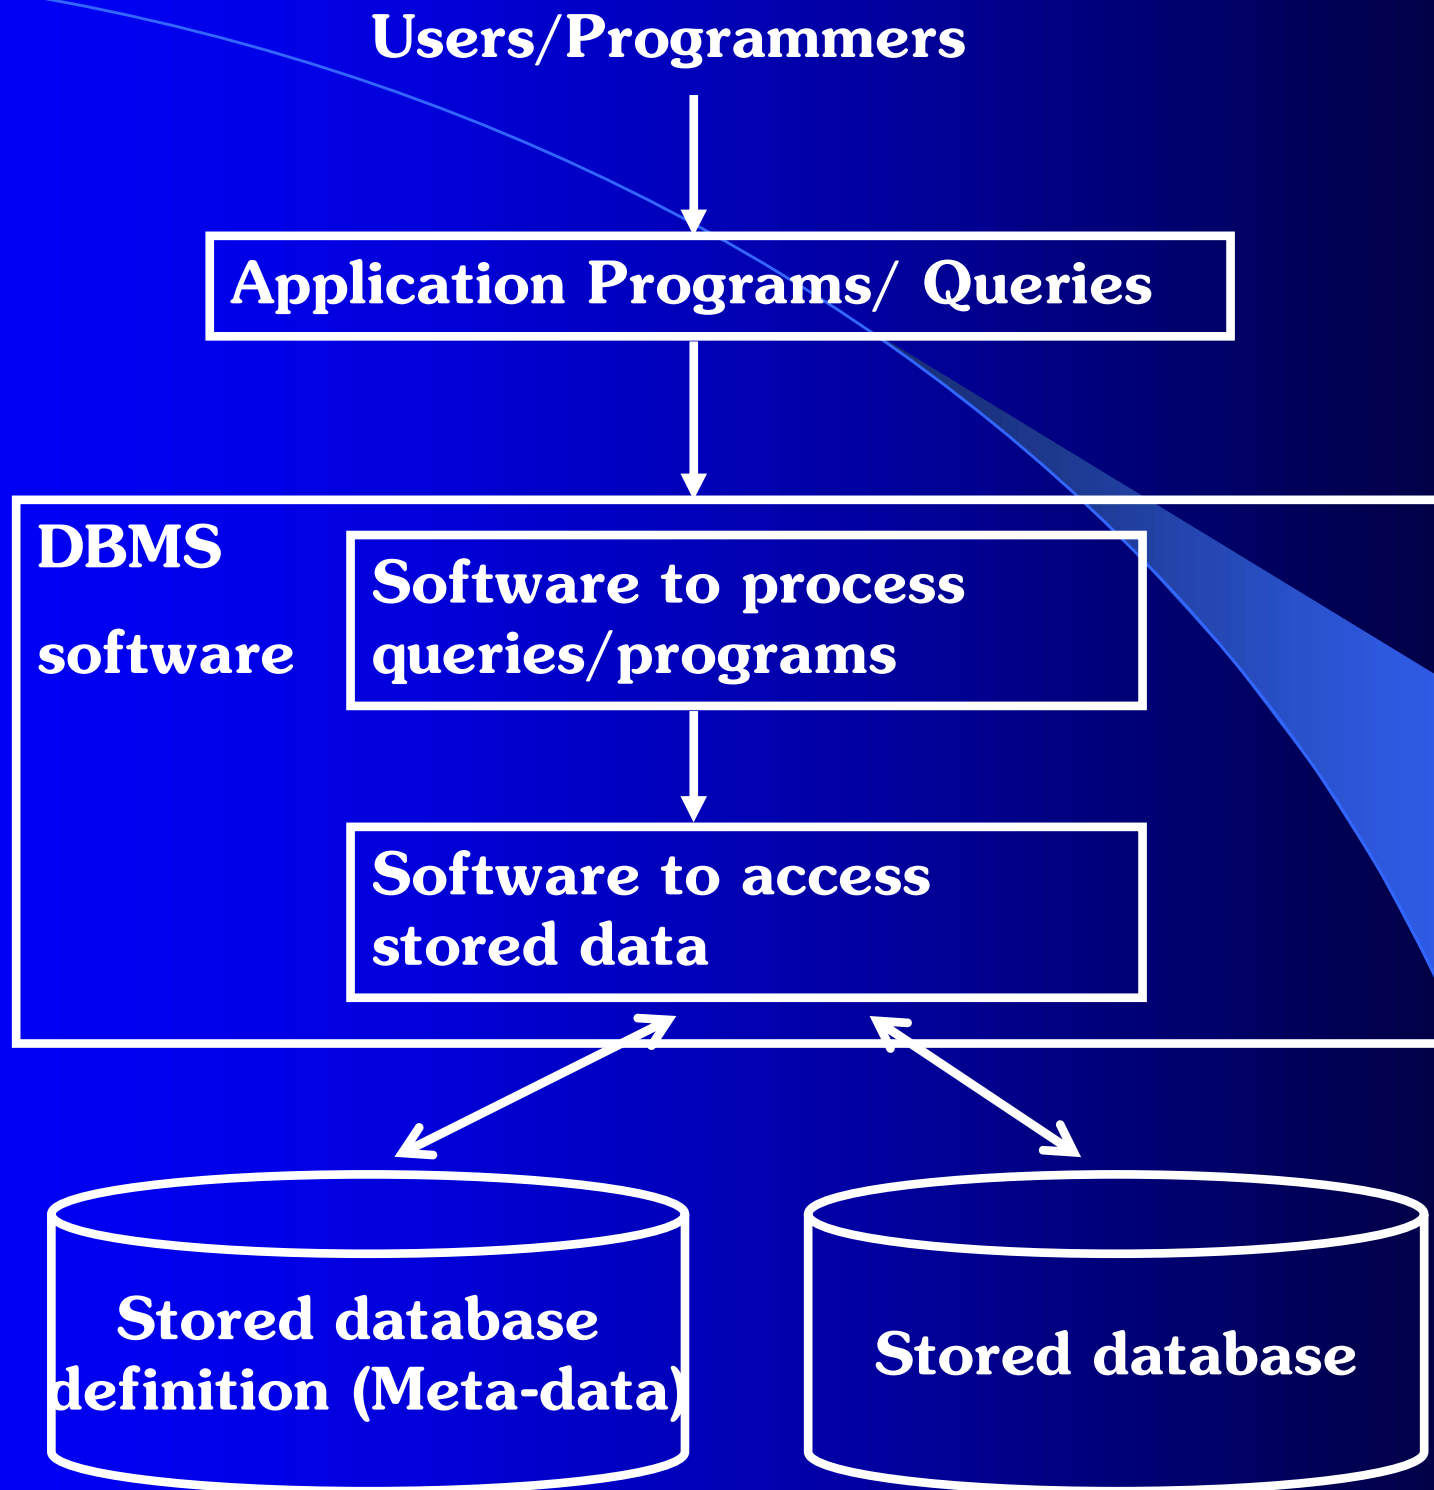 Users/Programmers
Application Programs/ Queries
DBMS
software
Software to process
queries/programs
Software to access
stored data
Stored database
definition (Meta-data)
Stored database